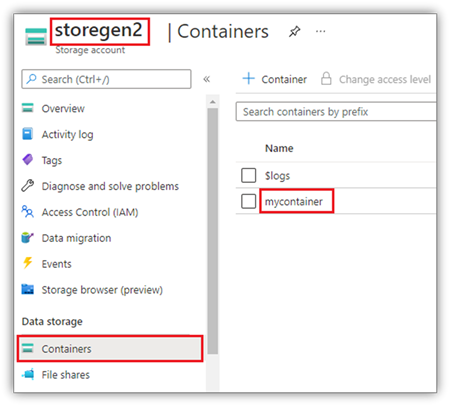 storegen2 | Containers ...
Storage account
Search (Ctrl+/) «
Overview
Activity log
Tags
Diagnose and solve problems
Access Control (IAM)
Data migration
Events
Storage browser (preview)
Data storage
Containers
File shares
+ Container Change access level
Search containers by prefix
Name
$logs
mycontainer